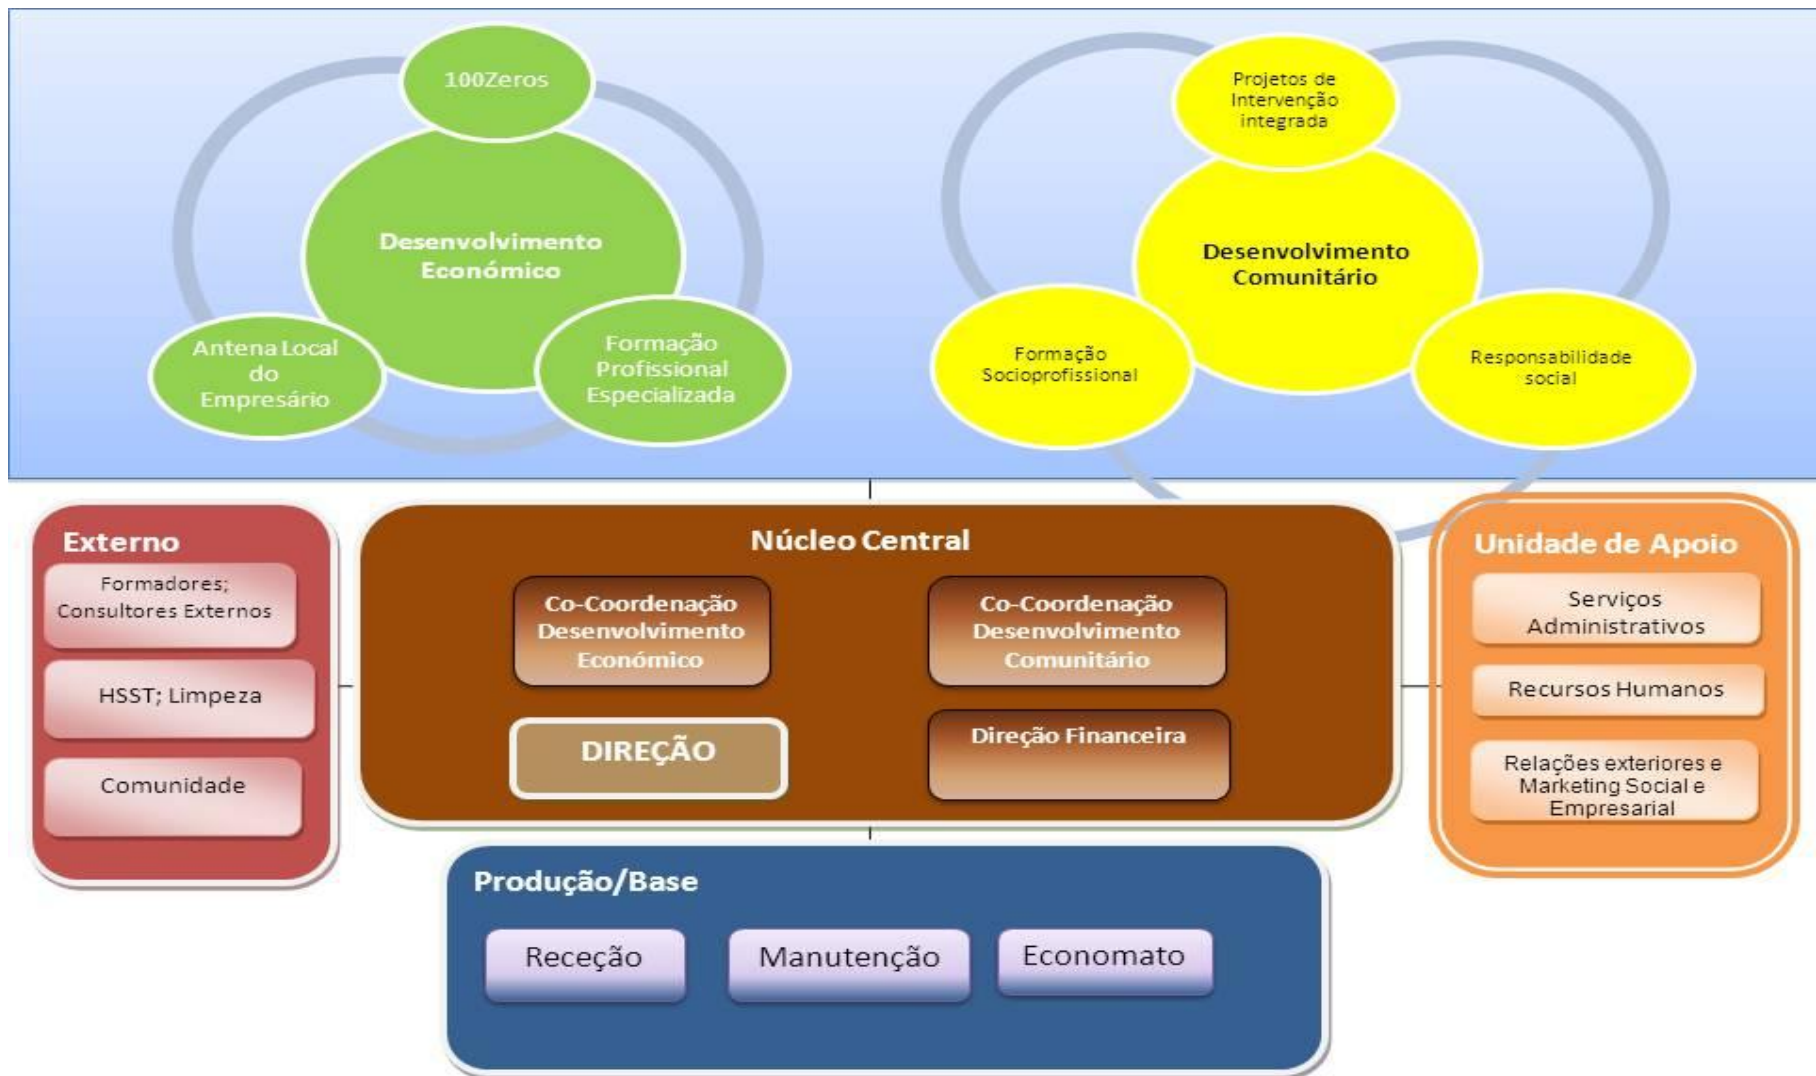 100Zeros
Desenvolvimento
Económico
Antena Local
do
Empresário
Formação
Profissional
Especializada
Projetos de
Intervenção
integrada
Desenvolvimento
Comunitário
Formação
Socioprofissional
Responsabilidade
social
Externo
Formadores;
Consultores Externos
HSST; Limpeza
Comunidade
Núcleo Central
Co-Coordenação
Desenvolvimento
Económico
Co-Coordenação
Desenvolvimento
Comunitário
DIREÇÃO
Direção Financeira
Unidade de Apoio
Serviços
Administrativos
Recursos Humanos
Relações exteriores e
Marketing Social e
Empresarial
Produção/Base
Receção
Manutenção
Economato